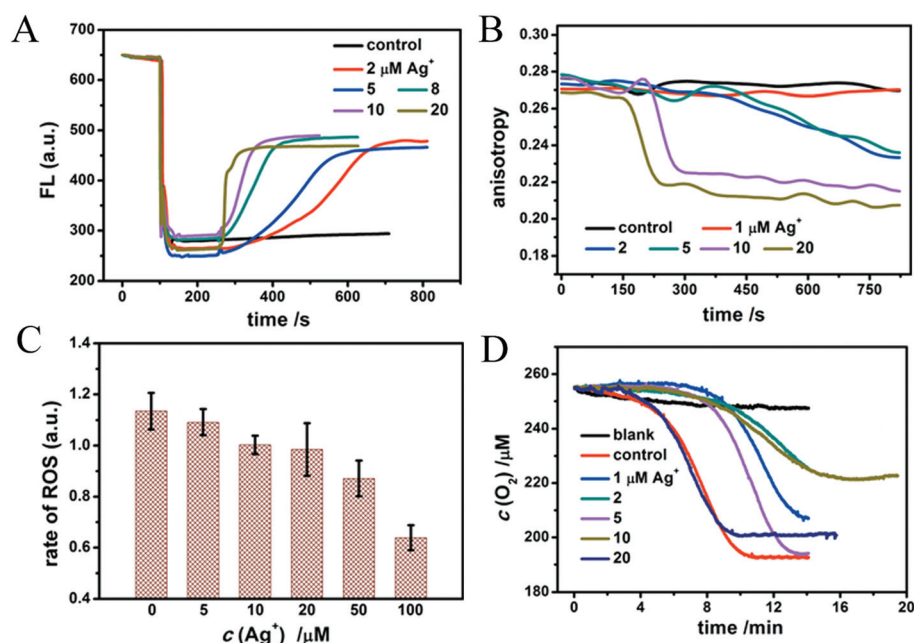 A
700
600
500
400
300
200
FL (a.u.)
control
2 μM Ag⁺
5 8
10 20
0 200 400 600 800
time /s
B
0.30
0.28
0.26
0.24
0.22
0.20
0.18
anisotropy
control 1 μM Ag⁺
2 5 10 20
0 150 300 450 600 750
time /s
C
1.4
1.2
1.0
0.8
0.6
0.4
rate of ROS (a.u.)
0 5 10 20 50 100
c (Ag⁺) /μM
D
260
240
220
200
180
c (O₂) /μM
blank
control
1 μM Ag⁺
2
5
10
20
0 4 8 12 16 20
time /min